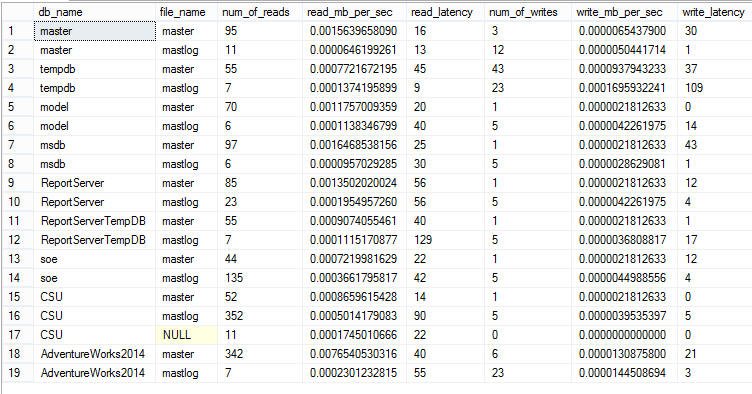 db_name file_name num_of_reads read_mb_per_sec read_latency num_of_writes write_mb_per_sec write_latency
1 master master 95 0.0015639658090 16 3 0.0000065437900 30
2 master mastlog 11 0.0000646199261 13 12 0.0000050441714 1
3 tempdb master 55 0.0007721672195 45 43 0.0000937943233 37
4 tempdb mastlog 7 0.0001374195899 9 23 0.0001695932241 109
5 model master 70 0.0011757009359 20 1 0.0000021812633 0
6 model mastlog 6 0.0001138346799 40 5 0.0000042261975 14
7 msdb master 97 0.0016468538156 25 1 0.0000021812633 43
8 msdb mastlog 6 0.0000957029285 30 5 0.0000028629081 1
9 ReportServer master 85 0.0013502020024 56 1 0.0000021812633 12
10 ReportServer mastlog 23 0.0001954957260 56 5 0.0000042261975 4
11 ReportServerTempDB master 55 0.0009074055461 40 1 0.0000021812633 1
12 ReportServerTempDB mastlog 7 0.0001115170877 129 5 0.0000036808817 17
13 soe master 44 0.0007219981629 22 1 0.0000021812633 12
14 soe mastlog 135 0.0003661795817 42 5 0.0000044988556 4
15 CSU master 52 0.0008659615428 14 1 0.0000021812633 0
16 CSU mastlog 352 0.0005014179083 90 5 0.0000039535397 5
17 CSU NULL 11 0.0001745010666 22 0 0.0000000000000 0
18 AdventureWorks2014 master 342 0.0076540530316 40 6 0.0000130875800 21
19 AdventureWorks2014 mastlog 7 0.0002301232815 55 23 0.0000144508694 3